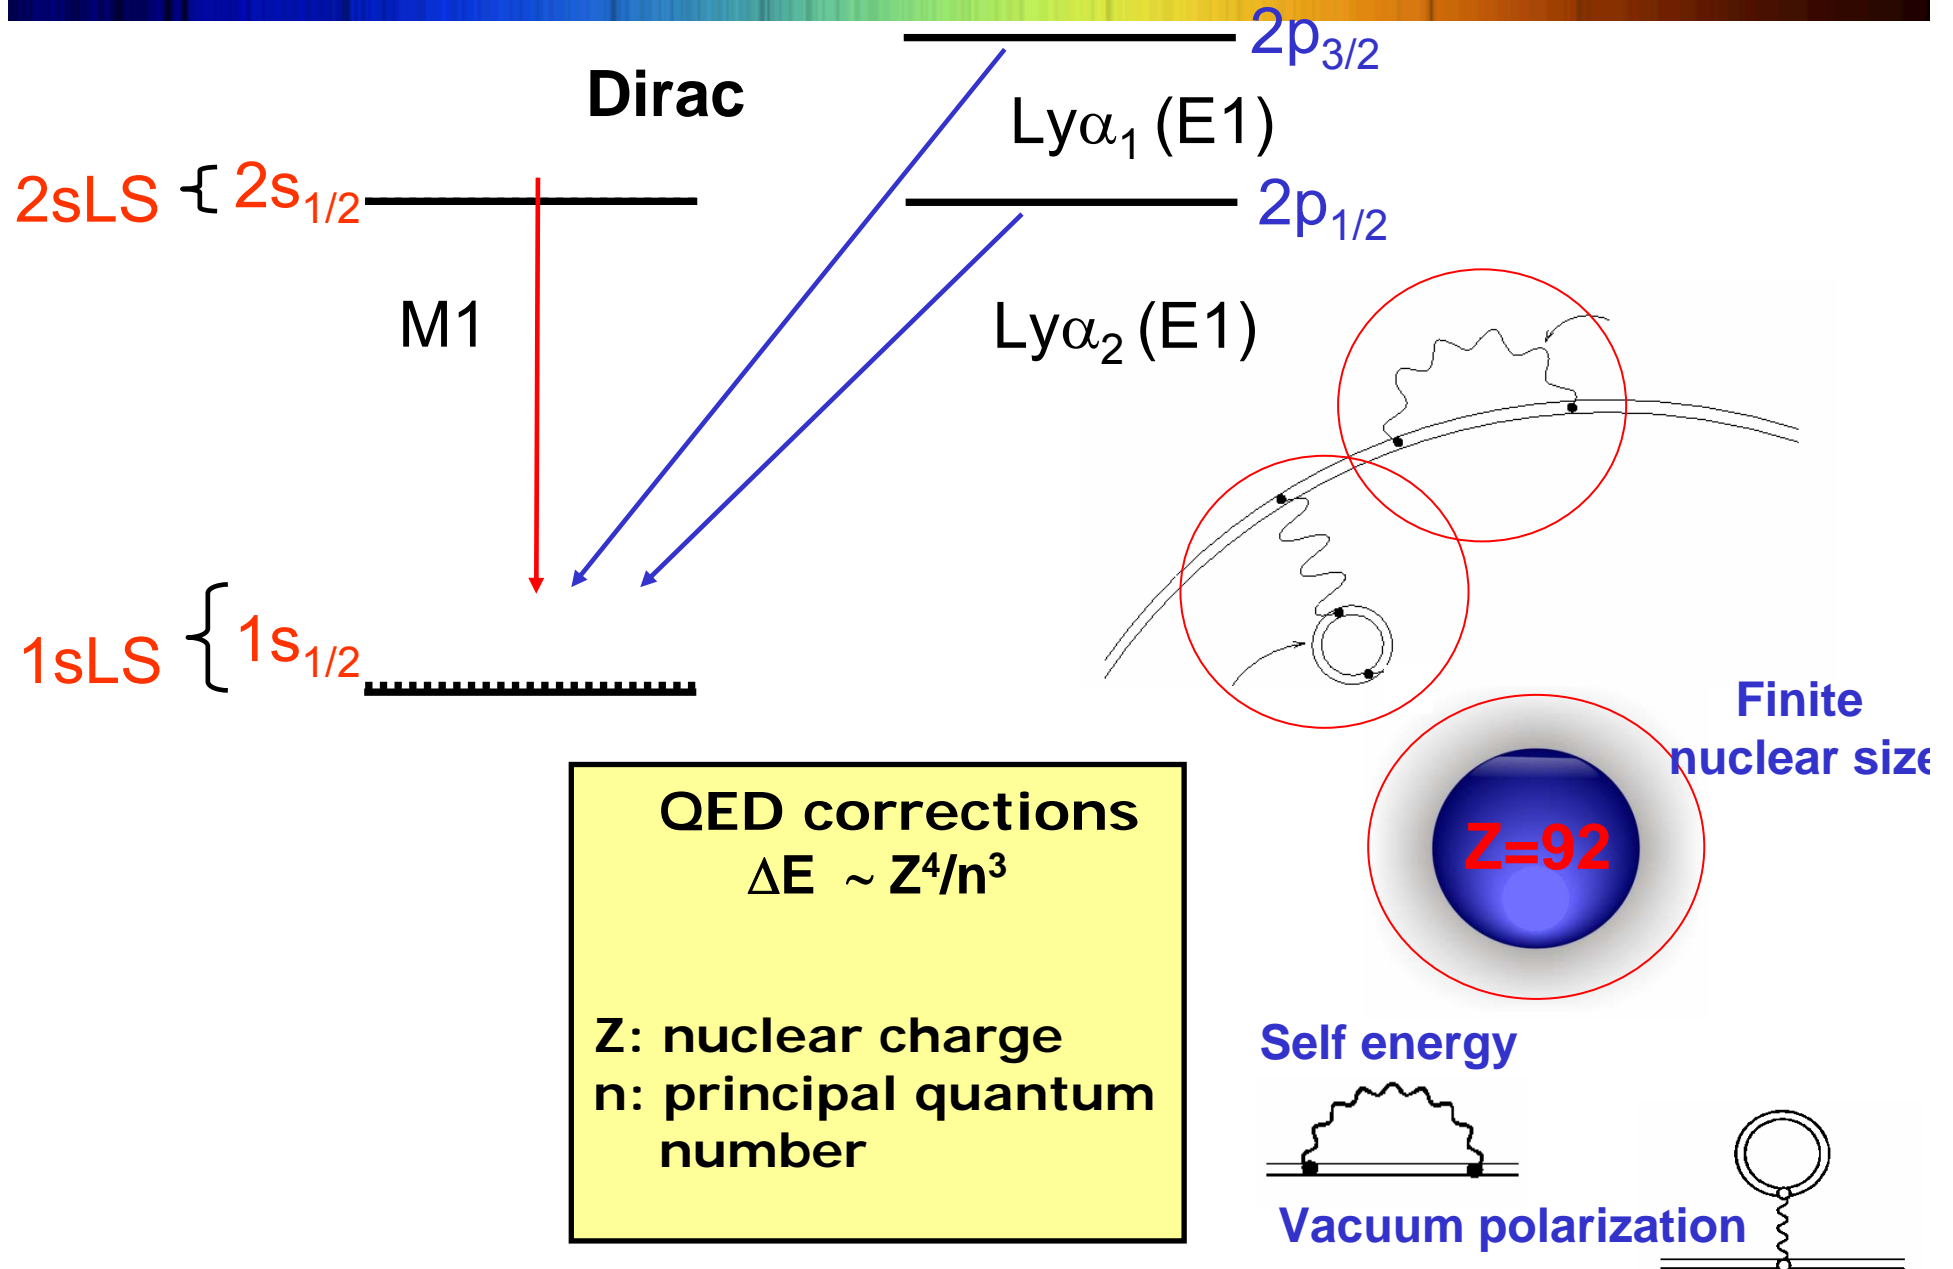 2p3/2
Dirac
Lyα1 (E1)
2sLS { 2s1/2
2p1/2
M1
Lyα2 (E1)
1sLS { 1s1/2
Finite
nuclear size
QED corrections
ΔE ~ Z⁴/n³
Z=92
Z: nuclear charge
n: principal quantum
number
Self energy
Vacuum polarization